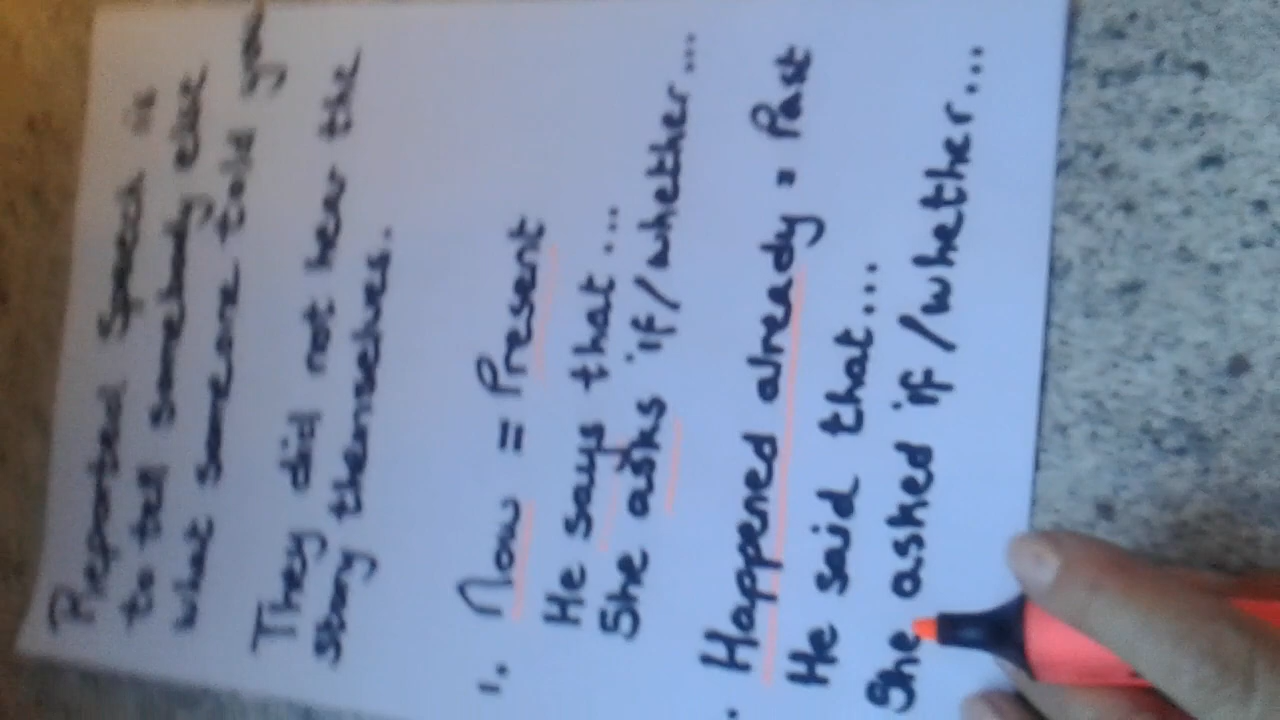 Reported Speech is
to tell somebody else
what someone told you
They did not hear the
story themselves.
1. Now = Present
He says that...
She asks if/whether...
. Happened already = Past
He said that...
She asked if/whether...